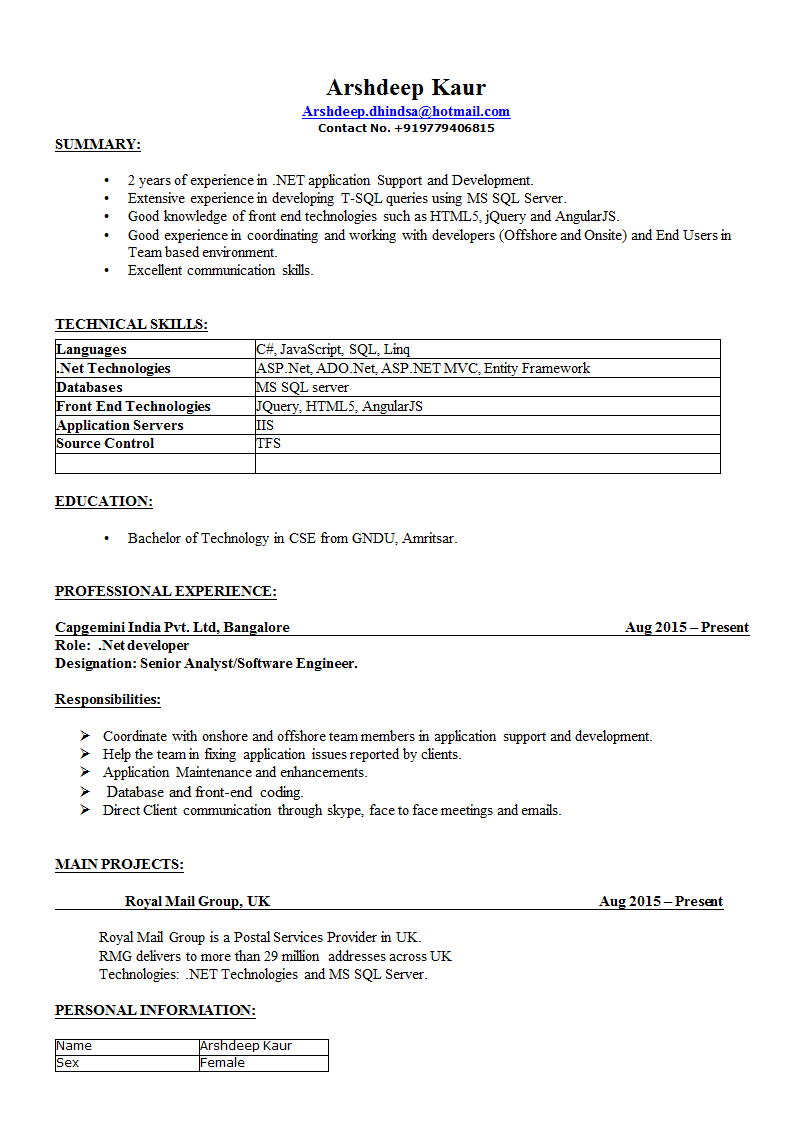 Arshdeep Kaur
Arshdeep.dhindsa@hotmail.com
Contact No. +919779406815
SUMMARY:
• 2 years of experience in .NET application Support and Development.
• Extensive experience in developing T-SQL queries using MS SQL Server.
• Good knowledge of front end technologies such as HTML5, jQuery and AngularJS.
• Good experience in coordinating and working with developers (Offshore and Onsite) and End Users in
Team based environment.
• Excellent communication skills.
TECHNICAL SKILLS:
Languages C#, JavaScript, SQL, Linq
.Net Technologies ASP.Net, ADO.Net, ASP.NET MVC, Entity Framework
Databases MS SQL server
Front End Technologies JQuery, HTML5, AngularJS
Application Servers IIS
Source Control TFS
EDUCATION:
• Bachelor of Technology in CSE from GNDU, Amritsar.
PROFESSIONAL EXPERIENCE:
Capgemini India Pvt. Ltd, Bangalore Aug 2015 – Present
Role: .Net developer
Designation: Senior Analyst/Software Engineer.
Responsibilities:
➢ Coordinate with onshore and offshore team members in application support and development.
➢ Help the team in fixing application issues reported by clients.
➢ Application Maintenance and enhancements.
➢ Database and front-end coding.
➢ Direct Client communication through skype, face to face meetings and emails.
MAIN PROJECTS:
Royal Mail Group, UK Aug 2015 – Present
Royal Mail Group is a Postal Services Provider in UK.
RMG delivers to more than 29 million addresses across UK
Technologies: .NET Technologies and MS SQL Server.
PERSONAL INFORMATION:
Name Arshdeep Kaur
Sex Female